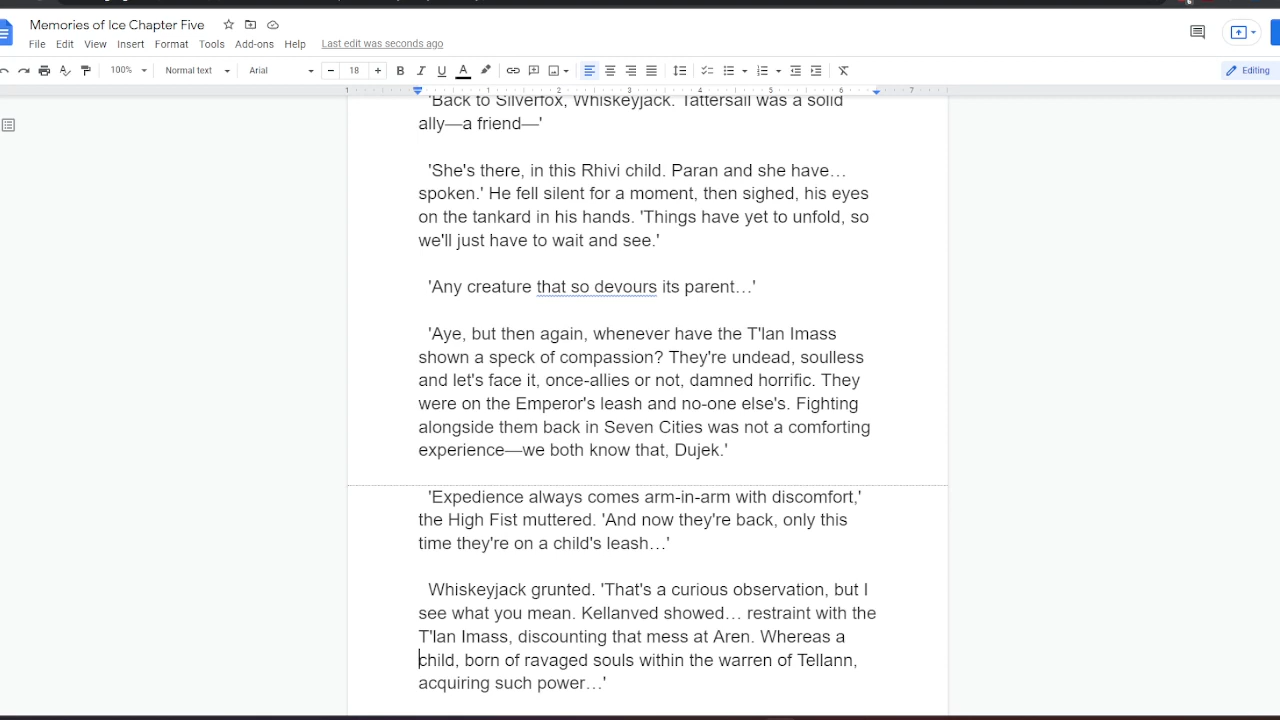 Memories of Ice Chapter Five
File Edit View Insert Format Tools Add-ons Help Last edit was seconds ago
100% Normal text Arial 18 B I U A Editing
1 1 2 3 4 5 6 7
'Back to Silverfox, Whiskeyjack. Tattersail was a solid
ally—a friend—'
'She's there, in this Rhivi child. Paran and she have…
spoken.' He fell silent for a moment, then sighed, his eyes
on the tankard in his hands. 'Things have yet to unfold, so
we'll just have to wait and see.'
'Any creature that so devours its parent…'
'Aye, but then again, whenever have the T'lan Imass
shown a speck of compassion? They're undead, soulless
and let's face it, once-allies or not, damned horrific. They
were on the Emperor's leash and no-one else's. Fighting
alongside them back in Seven Cities was not a comforting
experience—we both know that, Dujek.'
'Expedience always comes arm-in-arm with discomfort,'
the High Fist muttered. 'And now they're back, only this
time they're on a child's leash…'
Whiskeyjack grunted. 'That's a curious observation, but I
see what you mean. Kellanved showed… restraint with the
T'lan Imass, discounting that mess at Aren. Whereas a
child, born of ravaged souls within the warren of Tellann,
acquiring such power…'